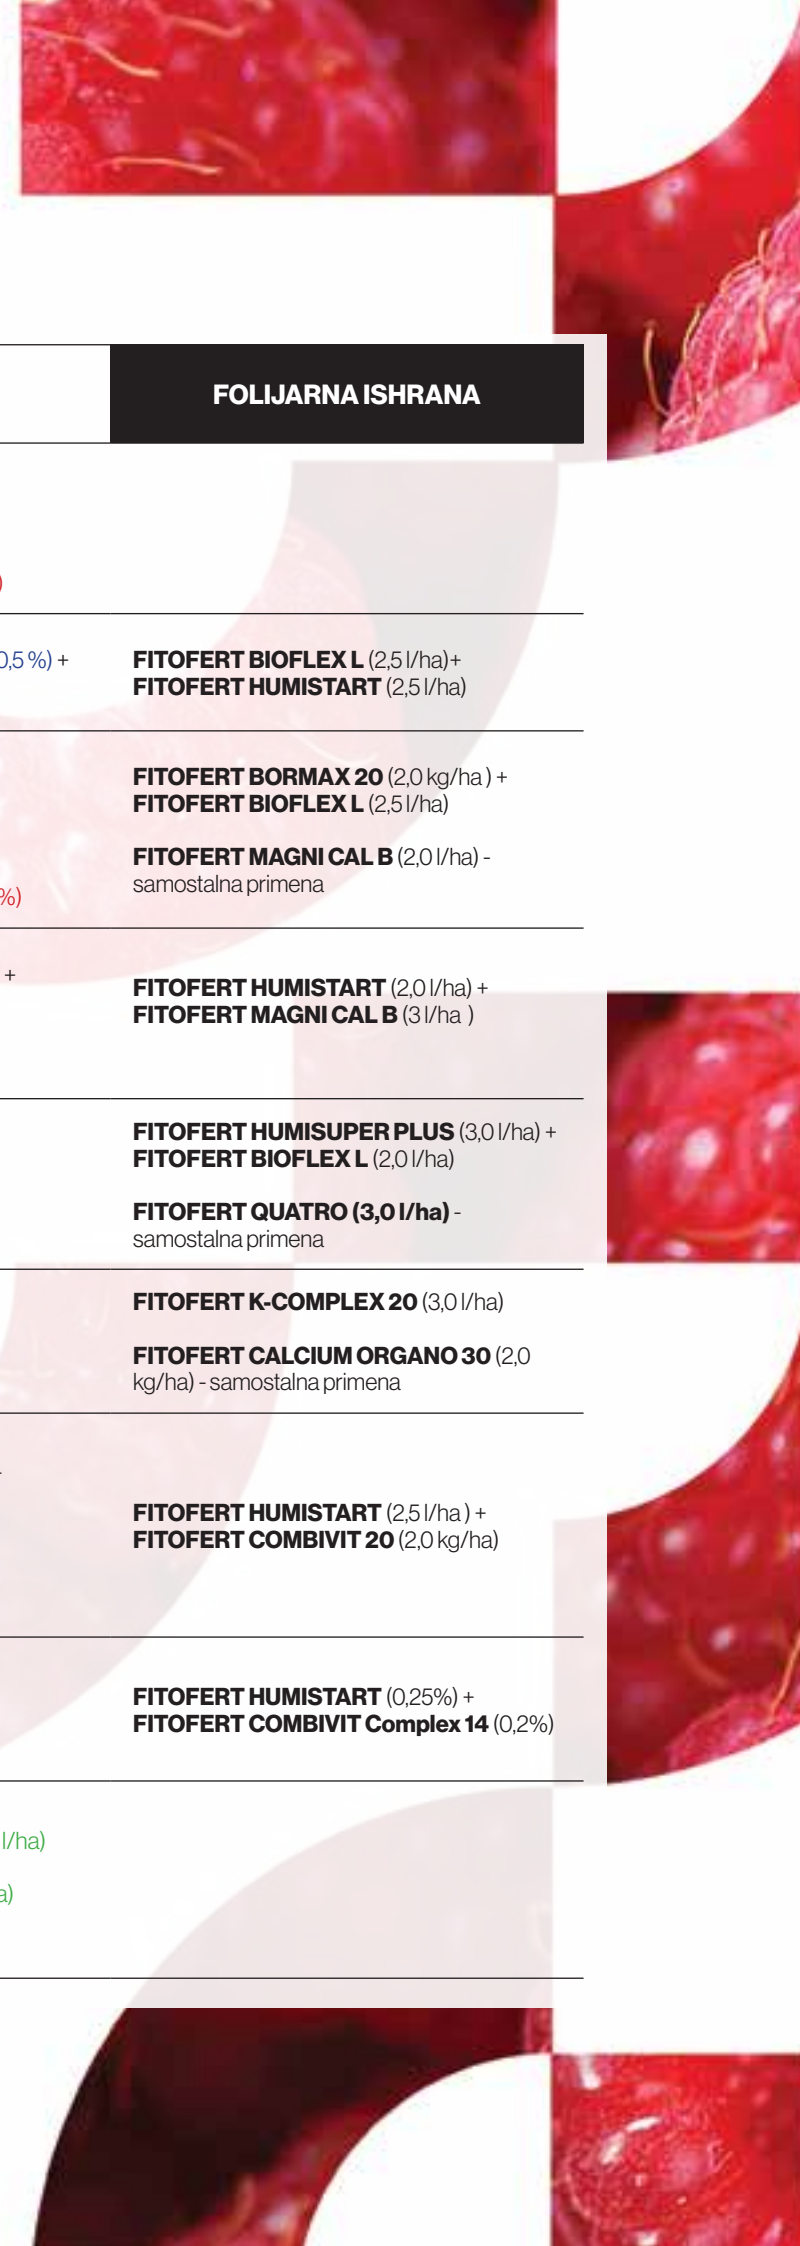 FOLIJARNA ISHRANA
)
0,5 %) +
FITOFERT BIOFLEX L (2,5 l/ha)+
FITOFERT HUMISTART (2,5 l/ha)
FITOFERT BORMAX 20 (2,0 kg/ha ) +
FITOFERT BIOFLEX L (2,5 l/ha)
FITOFERT MAGNI CAL B (2,0 l/ha) -
samostalna primena
%)
+
FITOFERT HUMISTART (2,0 l/ha) +
FITOFERT MAGNI CAL B (3 l/ha )
FITOFERT HUMISUPER PLUS (3,0 l/ha) +
FITOFERT BIOFLEX L (2,0 l/ha)
FITOFERT QUATRO (3,0 l/ha) -
samostalna primena
FITOFERT K-COMPLEX 20 (3,0 l/ha)
FITOFERT CALCIUM ORGANO 30 (2,0
kg/ha) - samostalna primena
FITOFERT HUMISTART (2,5 l/ha ) +
FITOFERT COMBIVIT 20 (2,0 kg/ha)
FITOFERT HUMISTART (0,25%) +
FITOFERT COMBIVIT Complex 14 (0,2%)
l/ha)
a)